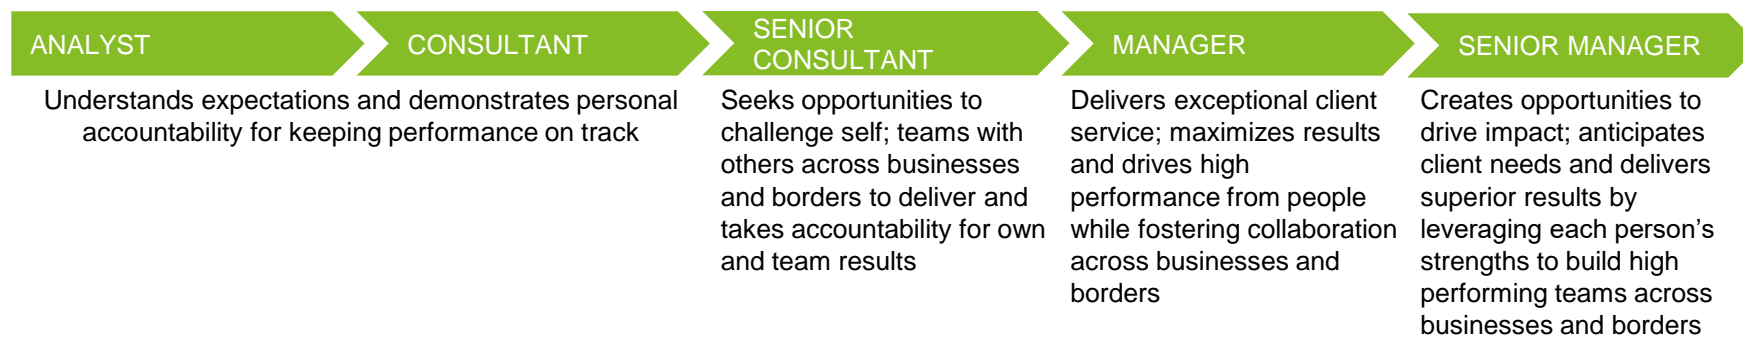 ANALYST
CONSULTANT
SENIOR
CONSULTANT
MANAGER
SENIOR MANAGER
Understands expectations and demonstrates personal
accountability for keeping performance on track
Seeks opportunities to
challenge self; teams with
others across businesses
and borders to deliver and
takes accountability for own
and team results
Delivers exceptional client
service; maximizes results
and drives high
performance from people
while fostering collaboration
across businesses and
borders
Creates opportunities to
drive impact; anticipates
client needs and delivers
superior results by
leveraging each person’s
strengths to build high
performing teams across
businesses and borders